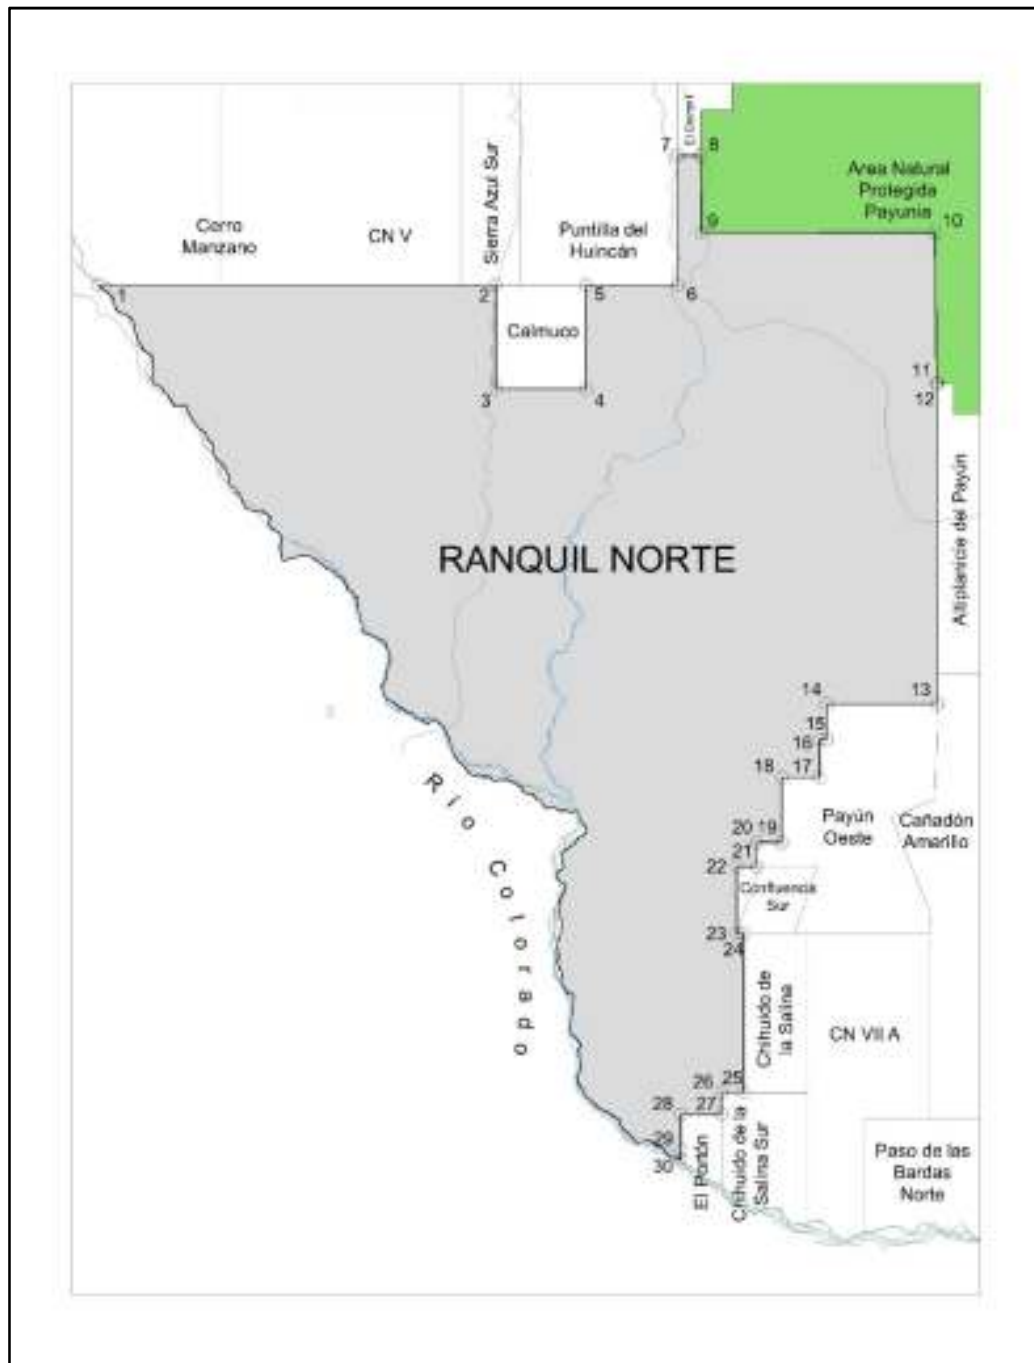 El Cerrit
7
8
Area Natural
Protegida
Payunia
10
9
Cerro
Manzano
CN V
Sierra Azul Sur
Puntilla del
Huincán
1
2
5
6
Calmuco
3
4
11
12
Altiplanicie del Payún
RANQUIL NORTE
14
13
15
16
17
18
Payún
Oeste
Cañadón
Amarillo
20
19
21
22
Confluencia
Sur
23
24
Río Colorado
Chihuido de
la Salina
CN VII A
26
25
28
27
29
30
El Portón
Chihuido de la
Salina Sur
Paso de las
Bardas
Norte